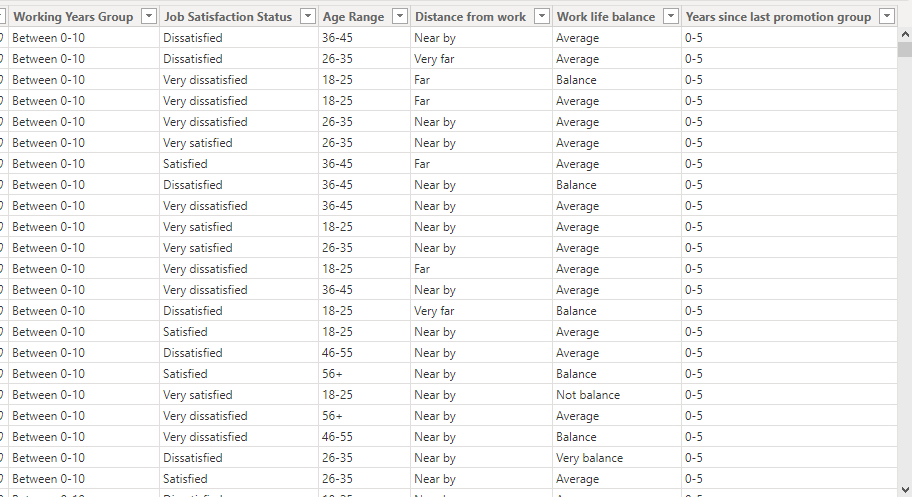 Working Years Group Job Satisfaction Status Age Range Distance from work Work life balance Years since last promotion group
Between 0-10 Dissatisfied 36-45 Near by Average 0-5
Between 0-10 Dissatisfied 26-35 Very far Average 0-5
Between 0-10 Very dissatisfied 18-25 Far Balance 0-5
Between 0-10 Very dissatisfied 18-25 Far Average 0-5
Between 0-10 Very dissatisfied 26-35 Near by Average 0-5
Between 0-10 Very satisfied 26-35 Near by Average 0-5
Between 0-10 Satisfied 36-45 Far Average 0-5
Between 0-10 Dissatisfied 36-45 Near by Balance 0-5
Between 0-10 Very dissatisfied 36-45 Near by Average 0-5
Between 0-10 Very satisfied 18-25 Near by Average 0-5
Between 0-10 Very satisfied 26-35 Near by Average 0-5
Between 0-10 Very dissatisfied 18-25 Far Average 0-5
Between 0-10 Very dissatisfied 36-45 Near by Average 0-5
Between 0-10 Dissatisfied 18-25 Very far Balance 0-5
Between 0-10 Satisfied 18-25 Near by Average 0-5
Between 0-10 Dissatisfied 46-55 Near by Average 0-5
Between 0-10 Satisfied 56+ Near by Balance 0-5
Between 0-10 Very satisfied 18-25 Near by Not balance 0-5
Between 0-10 Very dissatisfied 56+ Near by Average 0-5
Between 0-10 Very dissatisfied 46-55 Near by Balance 0-5
Between 0-10 Dissatisfied 26-35 Near by Very balance 0-5
Between 0-10 Satisfied 26-35 Near by Average 0-5